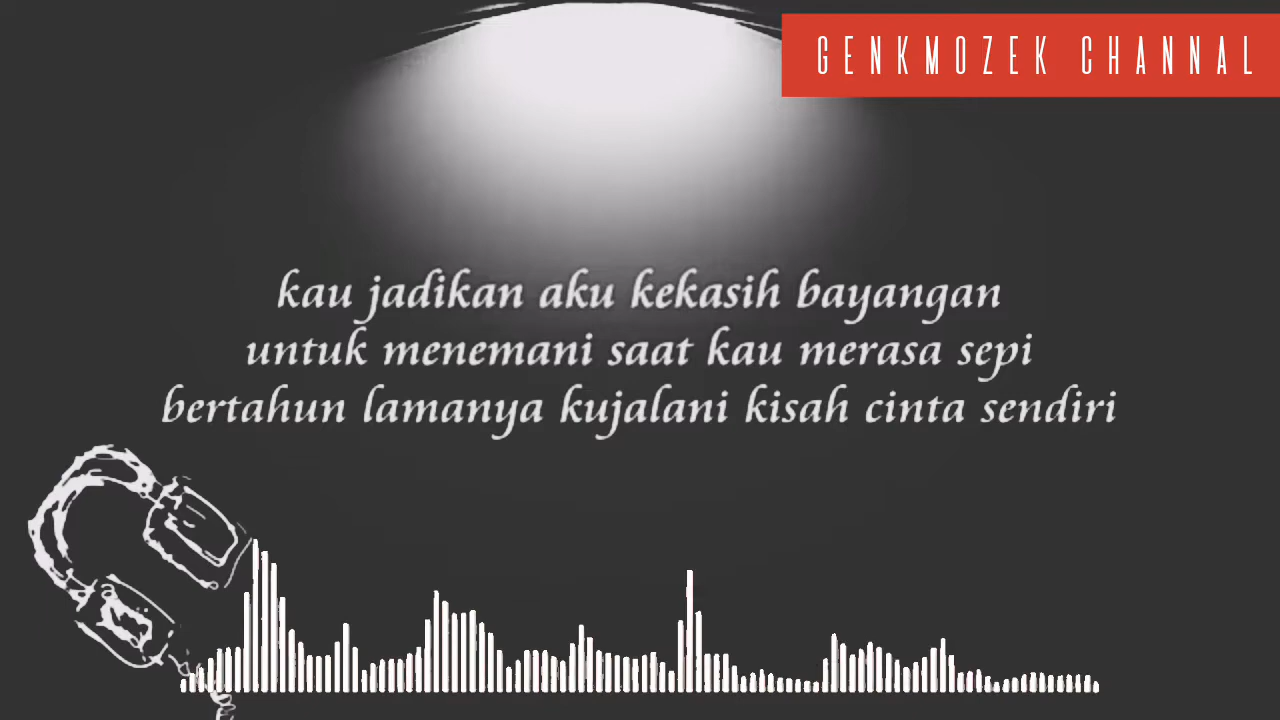 GENKMOZEK CHANNAL
kau jadikan aku kekasih bayangan
untuk menemani saat kau merasa sepi
bertahun lamanya kujalani kisah cinta sendiri